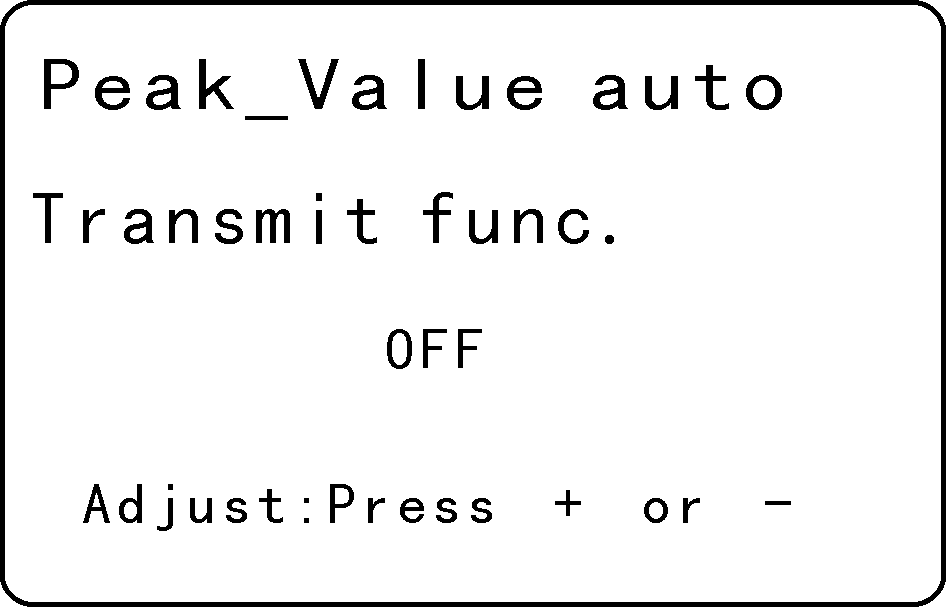 Peak_Value auto
Transmit func.
OFF
Adjust:Press + or -